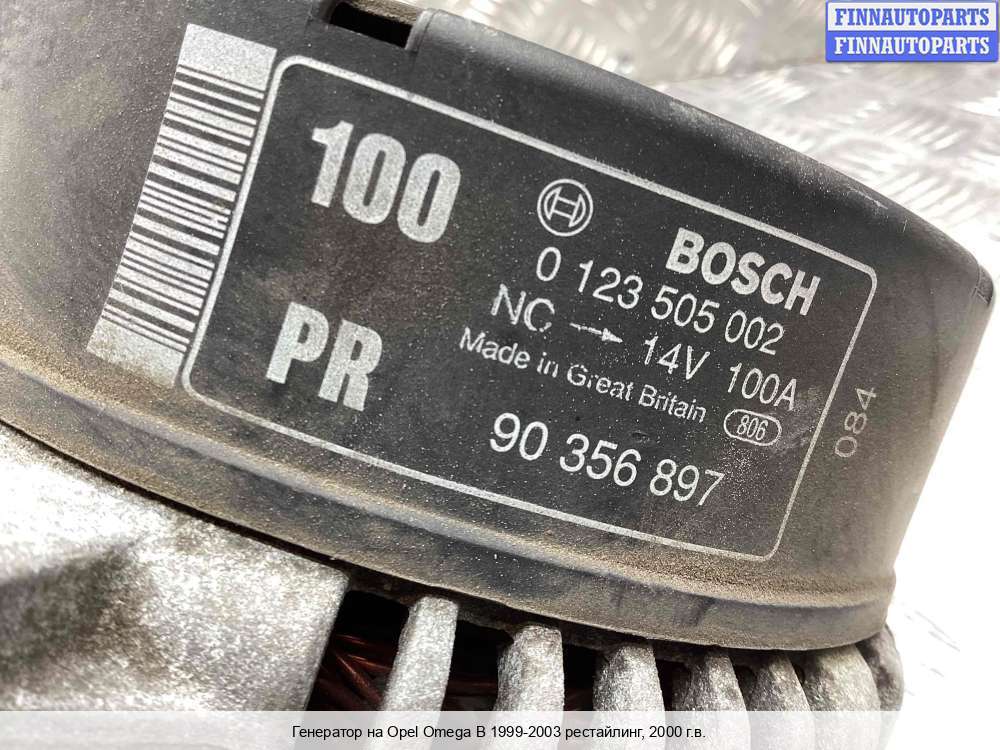 FINNAUTOPARTS
FINNAUTOPARTS
100
PR
BOSCH
0 123 505 002
NC → 14V 100A
Made in Great Britain 806
90 356 897
084
Генератор на Opel Omega B 1999-2003 рестайлинг, 2000 г.в.